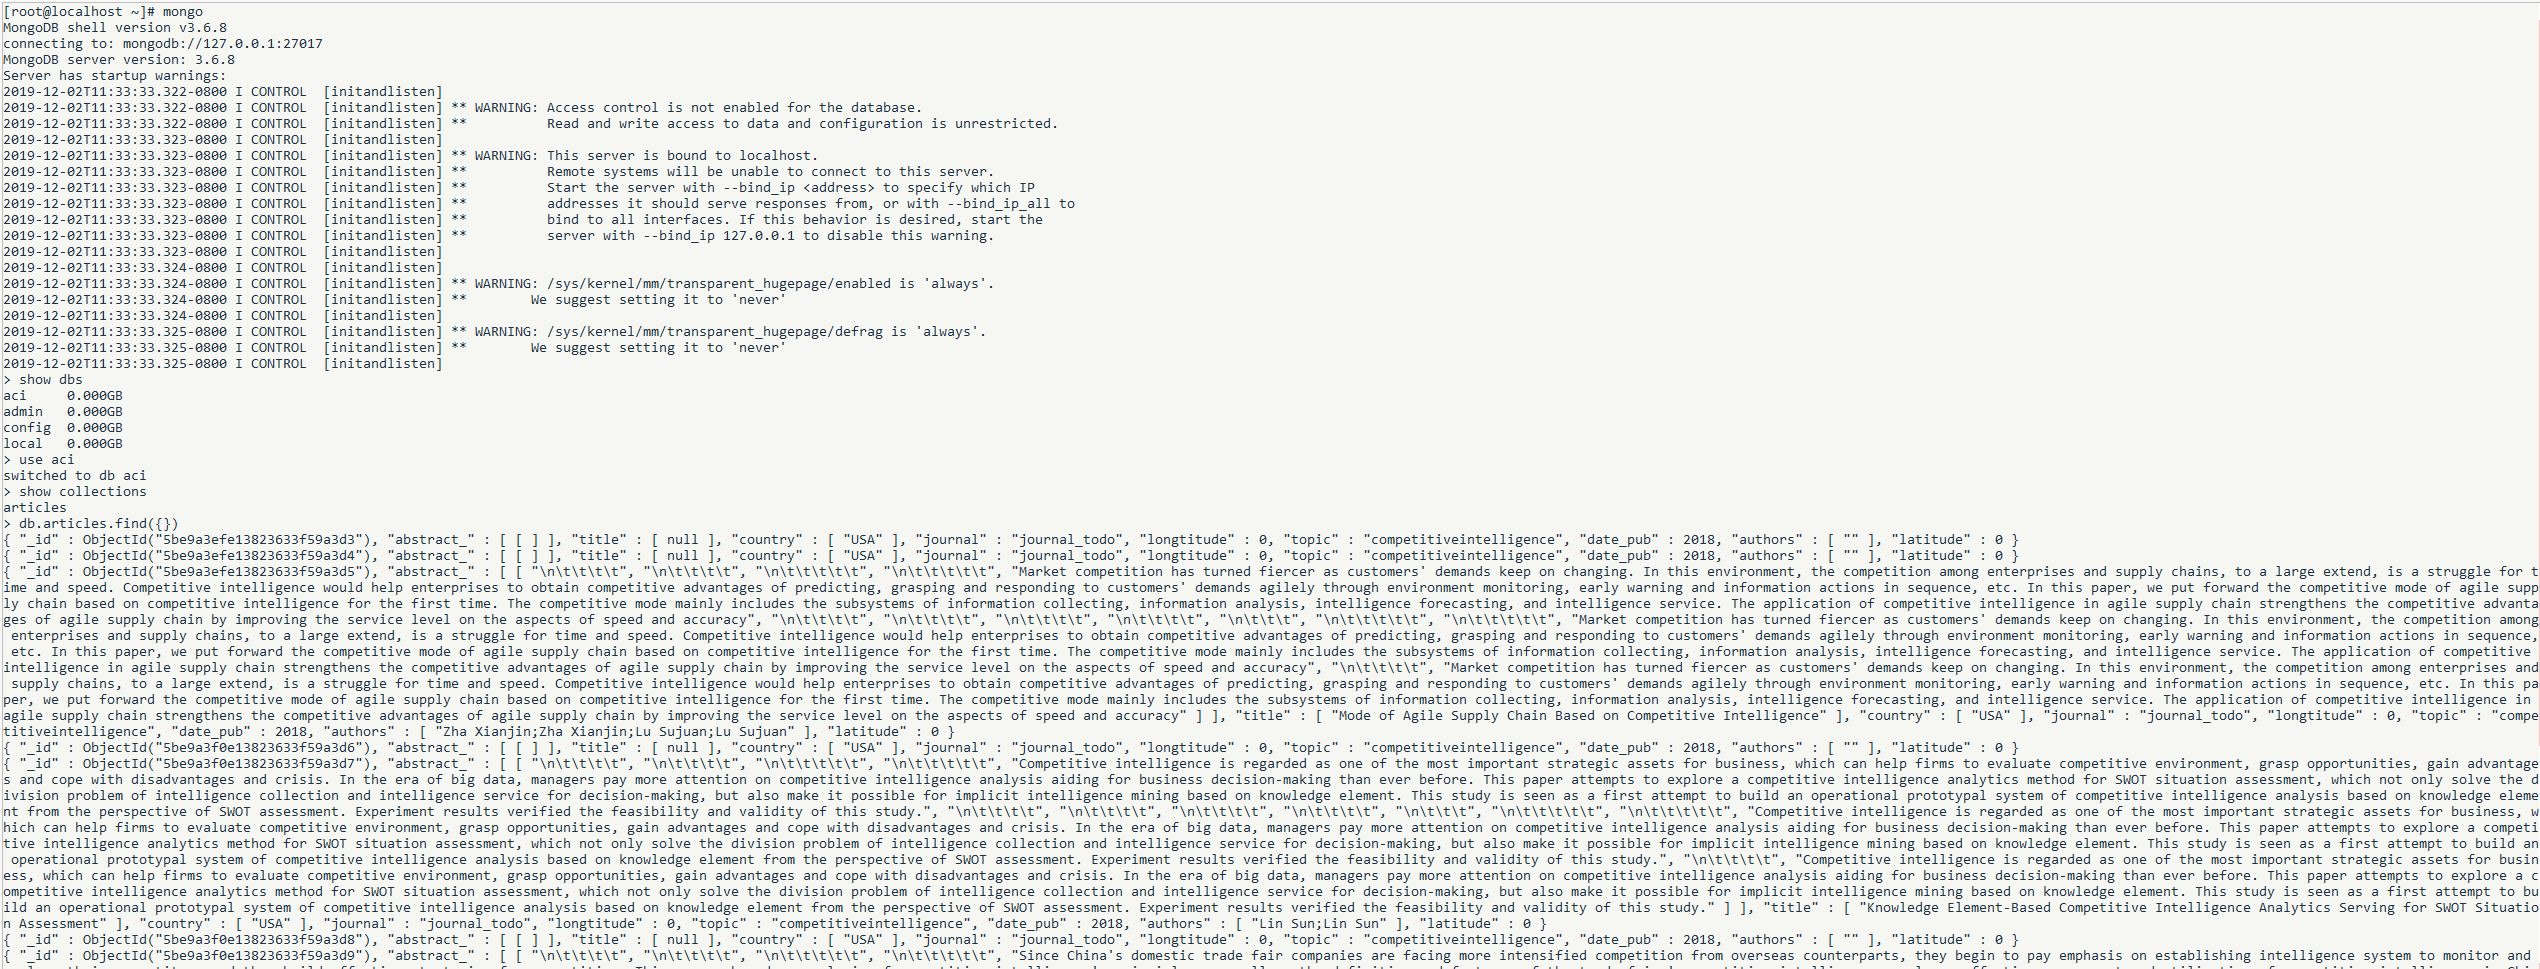 [root@localhost ~]# mongo
MongoDB shell version v3.6.8
connecting to: mongodb://127.0.0.1:27017
MongoDB server version: 3.6.8
Server has startup warnings:
2019-12-02T11:33:33.322-0800 I CONTROL  [initandlisten]
2019-12-02T11:33:33.322-0800 I CONTROL  [initandlisten] ** WARNING: Access control is not enabled for the database.
2019-12-02T11:33:33.322-0800 I CONTROL  [initandlisten] **          Read and write access to data and configuration is unrestricted.
2019-12-02T11:33:33.323-0800 I CONTROL  [initandlisten]
2019-12-02T11:33:33.323-0800 I CONTROL  [initandlisten] ** WARNING: This server is bound to localhost.
2019-12-02T11:33:33.323-0800 I CONTROL  [initandlisten] **          Remote systems will be unable to connect to this server.
2019-12-02T11:33:33.323-0800 I CONTROL  [initandlisten] **          Start the server with --bind_ip <address> to specify which IP
2019-12-02T11:33:33.323-0800 I CONTROL  [initandlisten] **          addresses it should serve responses from, or with --bind_ip_all to
2019-12-02T11:33:33.323-0800 I CONTROL  [initandlisten] **          bind to all interfaces. If this behavior is desired, start the
2019-12-02T11:33:33.323-0800 I CONTROL  [initandlisten] **          server with --bind_ip 127.0.0.1 to disable this warning.
2019-12-02T11:33:33.323-0800 I CONTROL  [initandlisten]
2019-12-02T11:33:33.324-0800 I CONTROL  [initandlisten]
2019-12-02T11:33:33.324-0800 I CONTROL  [initandlisten] ** WARNING: /sys/kernel/mm/transparent_hugepage/enabled is 'always'.
2019-12-02T11:33:33.324-0800 I CONTROL  [initandlisten] **        We suggest setting it to 'never'
2019-12-02T11:33:33.324-0800 I CONTROL  [initandlisten]
2019-12-02T11:33:33.325-0800 I CONTROL  [initandlisten] ** WARNING: /sys/kernel/mm/transparent_hugepage/defrag is 'always'.
2019-12-02T11:33:33.325-0800 I CONTROL  [initandlisten] **        We suggest setting it to 'never'
2019-12-02T11:33:33.325-0800 I CONTROL  [initandlisten]
> show dbs
aci     0.000GB
admin   0.000GB
config  0.000GB
local   0.000GB
> use aci
switched to db aci
> show collections
articles
> db.articles.find({})
{ "_id" : ObjectId("5be9a3efe13823633f59a3d3"), "abstract_" : [ [ ] ], "title" : [ null ], "country" : [ "USA" ], "journal" : "journal_todo", "longtitude" : 0, "topic" : "competitiveintelligence", "date_pub" : 2018, "authors" : [ "" ], "latitude" : 0 }
{ "_id" : ObjectId("5be9a3efe13823633f59a3d4"), "abstract_" : [ [ ] ], "title" : [ null ], "country" : [ "USA" ], "journal" : "journal_todo", "longtitude" : 0, "topic" : "competitiveintelligence", "date_pub" : 2018, "authors" : [ "" ], "latitude" : 0 }
{ "_id" : ObjectId("5be9a3efe13823633f59a3d5"), "abstract_" : [ [ "\n\t\t\t\t", "\n\t\t\t\t", "\n\t\t\t\t\t", "\n\t\t\t\t\t", "Market competition has turned fiercer as customers' demands keep on changing. In this environment, the competition among enterprises and supply chains, to a large extend, is a struggle for t
ime and speed. Competitive intelligence would help enterprises to obtain competitive advantages of predicting, grasping and responding to customers' demands agilely through environment monitoring, early warning and information actions in sequence, etc. In this paper, we put forward the competitive mode of agile supp
ly chain based on competitive intelligence for the first time. The competitive mode mainly includes the subsystems of information collecting, information analysis, intelligence forecasting, and intelligence service. The application of competitive intelligence in agile supply chain strengthens the competitive advanta
ges of agile supply chain by improving the service level on the aspects of speed and accuracy", "\n\t\t\t\t\t", "\n\t\t\t\t", "\n\t\t\t\t", "\n\t\t\t\t", "\n\t\t\t", "\n\t\t\t\t\t", "\n\t\t\t\t\t", "Market competition has turned fiercer as customers' demands keep on changing. In this environment, the competition among
 enterprises and supply chains, to a large extend, is a struggle for time and speed. Competitive intelligence would help enterprises to obtain competitive advantages of predicting, grasping and responding to customers' demands agilely through environment monitoring, early warning and information actions in sequence,
 etc. In this paper, we put forward the competitive mode of agile supply chain based on competitive intelligence for the first time. The competitive mode mainly includes the subsystems of information collecting, information analysis, intelligence forecasting, and intelligence service. The application of competitive
intelligence in agile supply chain strengthens the competitive advantages of agile supply chain by improving the service level on the aspects of speed and accuracy", "\n\t\t\t\t", "Market competition has turned fiercer as customers' demands keep on changing. In this environment, the competition among enterprises and
 supply chains, to a large extend, is a struggle for time and speed. Competitive intelligence would help enterprises to obtain competitive advantages of predicting, grasping and responding to customers' demands agilely through environment monitoring, early warning and information actions in sequence, etc. In this pa
per, we put forward the competitive mode of agile supply chain based on competitive intelligence for the first time. The competitive mode mainly includes the subsystems of information collecting, information analysis, intelligence forecasting, and intelligence service. The application of competitive intelligence in
agile supply chain strengthens the competitive advantages of agile supply chain by improving the service level on the aspects of speed and accuracy" ] ], "title" : [ "Mode of Agile Supply Chain Based on Competitive Intelligence" ], "country" : [ "USA" ], "journal" : "journal_todo", "longtitude" : 0, "topic" : "compe
titiveintelligence", "date_pub" : 2018, "authors" : [ "Zha Xianjin;Zha Xianjin;Lu Sujuan;Lu Sujuan" ], "latitude" : 0 }
{ "_id" : ObjectId("5be9a3f0e13823633f59a3d6"), "abstract_" : [ [ ] ], "title" : [ null ], "country" : [ "USA" ], "journal" : "journal_todo", "longtitude" : 0, "topic" : "competitiveintelligence", "date_pub" : 2018, "authors" : [ "" ], "latitude" : 0 }
{ "_id" : ObjectId("5be9a3f0e13823633f59a3d7"), "abstract_" : [ [ "\n\t\t\t\t", "\n\t\t\t\t", "\n\t\t\t\t\t", "\n\t\t\t\t\t", "Competitive intelligence is regarded as one of the most important strategic assets for business, which can help firms to evaluate competitive environment, grasp opportunities, gain advantage
s and cope with disadvantages and crisis. In the era of big data, managers pay more attention on competitive intelligence analysis aiding for business decision-making than ever before. This paper attempts to explore a competitive intelligence analytics method for SWOT situation assessment, which not only solve the d
ivision problem of intelligence collection and intelligence service for decision-making, but also make it possible for implicit intelligence mining based on knowledge element. This study is seen as a first attempt to build an operational prototypal system of competitive intelligence analysis based on knowledge eleme
nt from the perspective of SWOT assessment. Experiment results verified the feasibility and validity of this study.", "\n\t\t\t\t\t", "\n\t\t\t\t", "\n\t\t\t\t", "\n\t\t\t\t", "\n\t\t\t", "\n\t\t\t\t\t", "\n\t\t\t\t\t", "Competitive intelligence is regarded as one of the most important strategic assets for business, w
hich can help firms to evaluate competitive environment, grasp opportunities, gain advantages and cope with disadvantages and crisis. In the era of big data, managers pay more attention on competitive intelligence analysis aiding for business decision-making than ever before. This paper attempts to explore a competi
tive intelligence analytics method for SWOT situation assessment, which not only solve the division problem of intelligence collection and intelligence service for decision-making, but also make it possible for implicit intelligence mining based on knowledge element. This study is seen as a first attempt to build an
 operational prototypal system of competitive intelligence analysis based on knowledge element from the perspective of SWOT assessment. Experiment results verified the feasibility and validity of this study.", "\n\t\t\t\t", "Competitive intelligence is regarded as one of the most important strategic assets for busin
ess, which can help firms to evaluate competitive environment, grasp opportunities, gain advantages and cope with disadvantages and crisis. In the era of big data, managers pay more attention on competitive intelligence analysis aiding for business decision-making than ever before. This paper attempts to explore a c
ompetitive intelligence analytics method for SWOT situation assessment, which not only solve the division problem of intelligence collection and intelligence service for decision-making, but also make it possible for implicit intelligence mining based on knowledge element. This study is seen as a first attempt to bu
ild an operational prototypal system of competitive intelligence analysis based on knowledge element from the perspective of SWOT assessment. Experiment results verified the feasibility and validity of this study." ] ], "title" : [ "Knowledge Element-Based Competitive Intelligence Analytics Serving for SWOT Situatio
n Assessment" ], "country" : [ "USA" ], "journal" : "journal_todo", "longtitude" : 0, "topic" : "competitiveintelligence", "date_pub" : 2018, "authors" : [ "Lin Sun;Lin Sun" ], "latitude" : 0 }
{ "_id" : ObjectId("5be9a3f0e13823633f59a3d8"), "abstract_" : [ [ ] ], "title" : [ null ], "country" : [ "USA" ], "journal" : "journal_todo", "longtitude" : 0, "topic" : "competitiveintelligence", "date_pub" : 2018, "authors" : [ "" ], "latitude" : 0 }
{ "_id" : ObjectId("5be9a3f0e13823633f59a3d9"), "abstract_" : [ [ "\n\t\t\t\t", "\n\t\t\t\t", "\n\t\t\t\t\t", "\n\t\t\t\t\t", "Since China's domestic trade fair companies are facing more intensified competition from overseas counterparts, they begin to pay emphasis on establishing intelligence system to monitor and